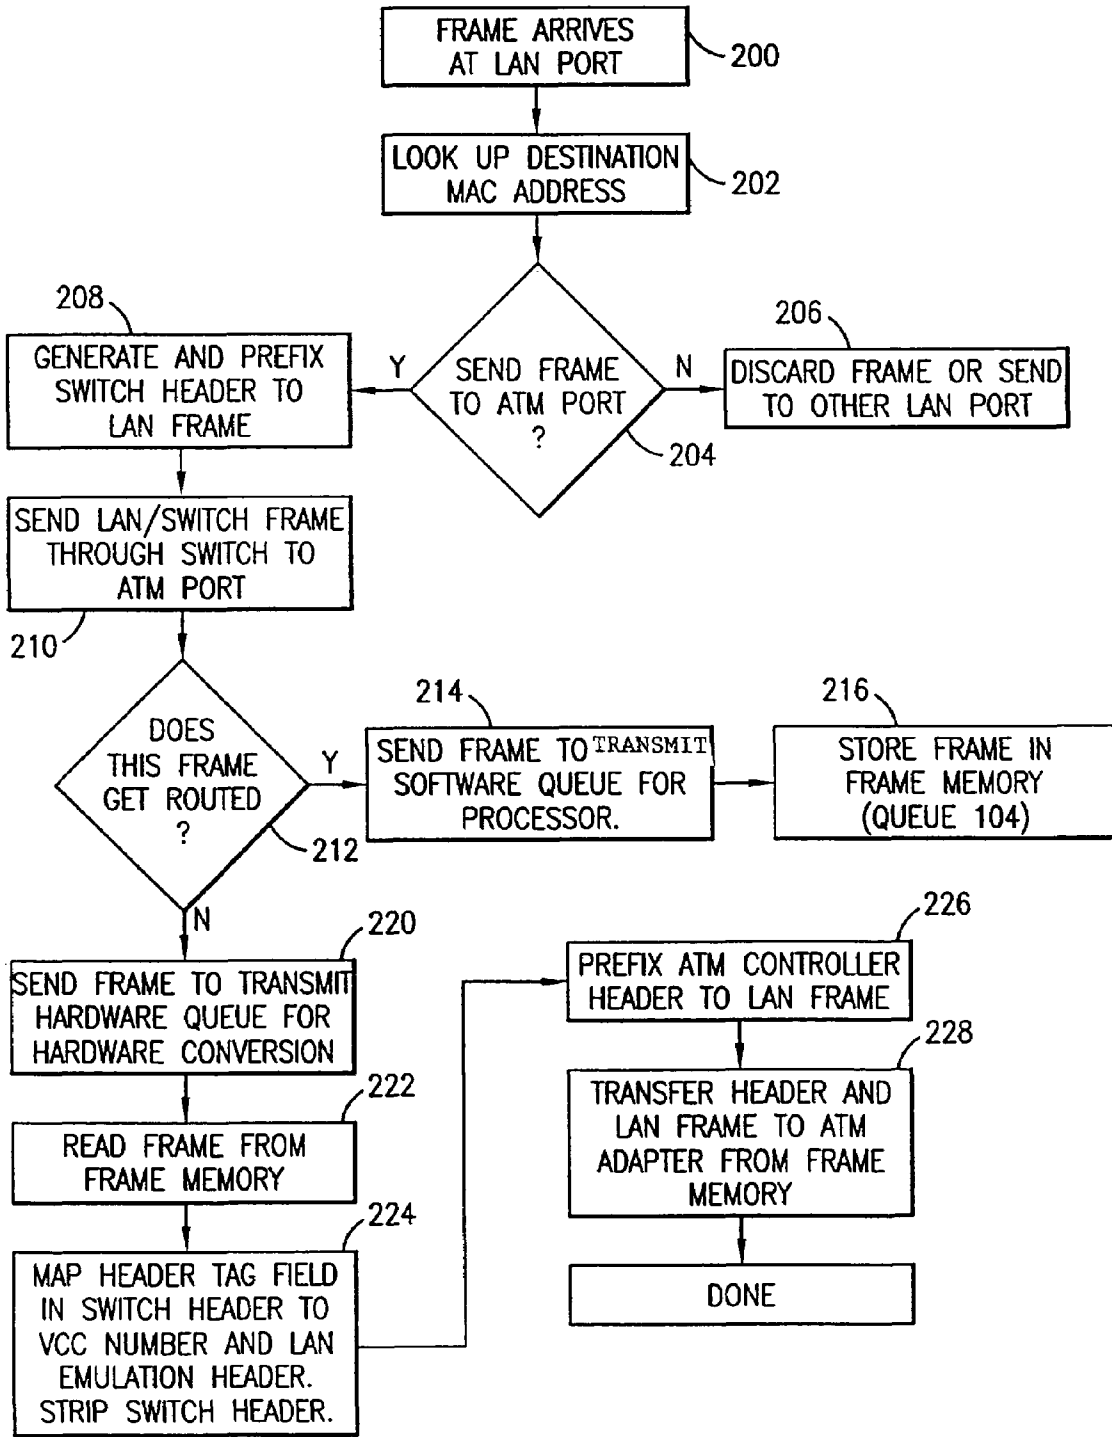 FRAME ARRIVES
AT LAN PORT
200
LOOK UP DESTINATION
MAC ADDRESS
202
208
GENERATE AND PREFIX
SWITCH HEADER TO
LAN FRAME
Y
SEND FRAME
TO ATM PORT
?
204
N
206
DISCARD FRAME OR SEND
TO OTHER LAN PORT
SEND LAN/SWITCH FRAME
THROUGH SWITCH TO
ATM PORT
210
DOES
THIS FRAME
GET ROUTED
?
212
Y
214
SEND FRAME TO TRANSMIT
SOFTWARE QUEUE FOR
PROCESSOR.
216
STORE FRAME IN
FRAME MEMORY
(QUEUE 104)
N
220
SEND FRAME TO TRANSMIT
HARDWARE QUEUE FOR
HARDWARE CONVERSION
222
READ FRAME FROM
FRAME MEMORY
224
MAP HEADER TAG FIELD
IN SWITCH HEADER TO
VCC NUMBER AND LAN
EMULATION HEADER.
STRIP SWITCH HEADER.
226
PREFIX ATM CONTROLLER
HEADER TO LAN FRAME
228
TRANSFER HEADER AND
LAN FRAME TO ATM
ADAPTER FROM FRAME
MEMORY
DONE